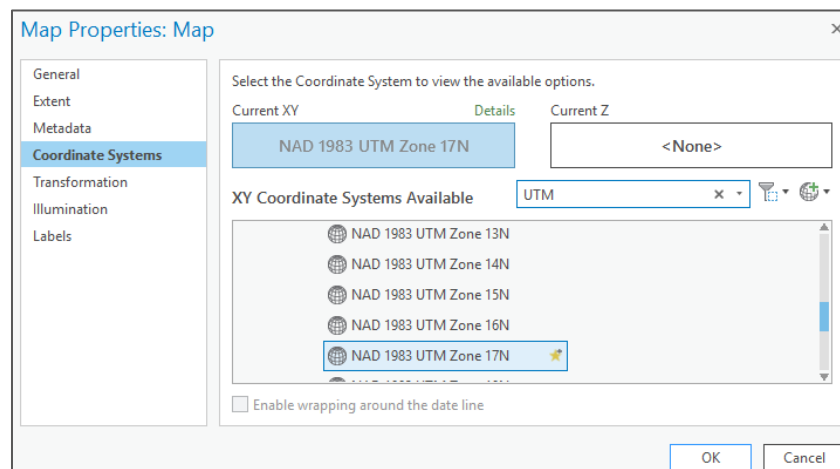 Map Properties: Map
General
Extent
Metadata
Coordinate Systems
Transformation
Illumination
Labels
Select the Coordinate System to view the available options.
Current XY Details Current Z
NAD 1983 UTM Zone 17N <None>
XY Coordinate Systems Available UTM
NAD 1983 UTM Zone 13N
NAD 1983 UTM Zone 14N
NAD 1983 UTM Zone 15N
NAD 1983 UTM Zone 16N
NAD 1983 UTM Zone 17N
Enable wrapping around the date line
OK Cancel